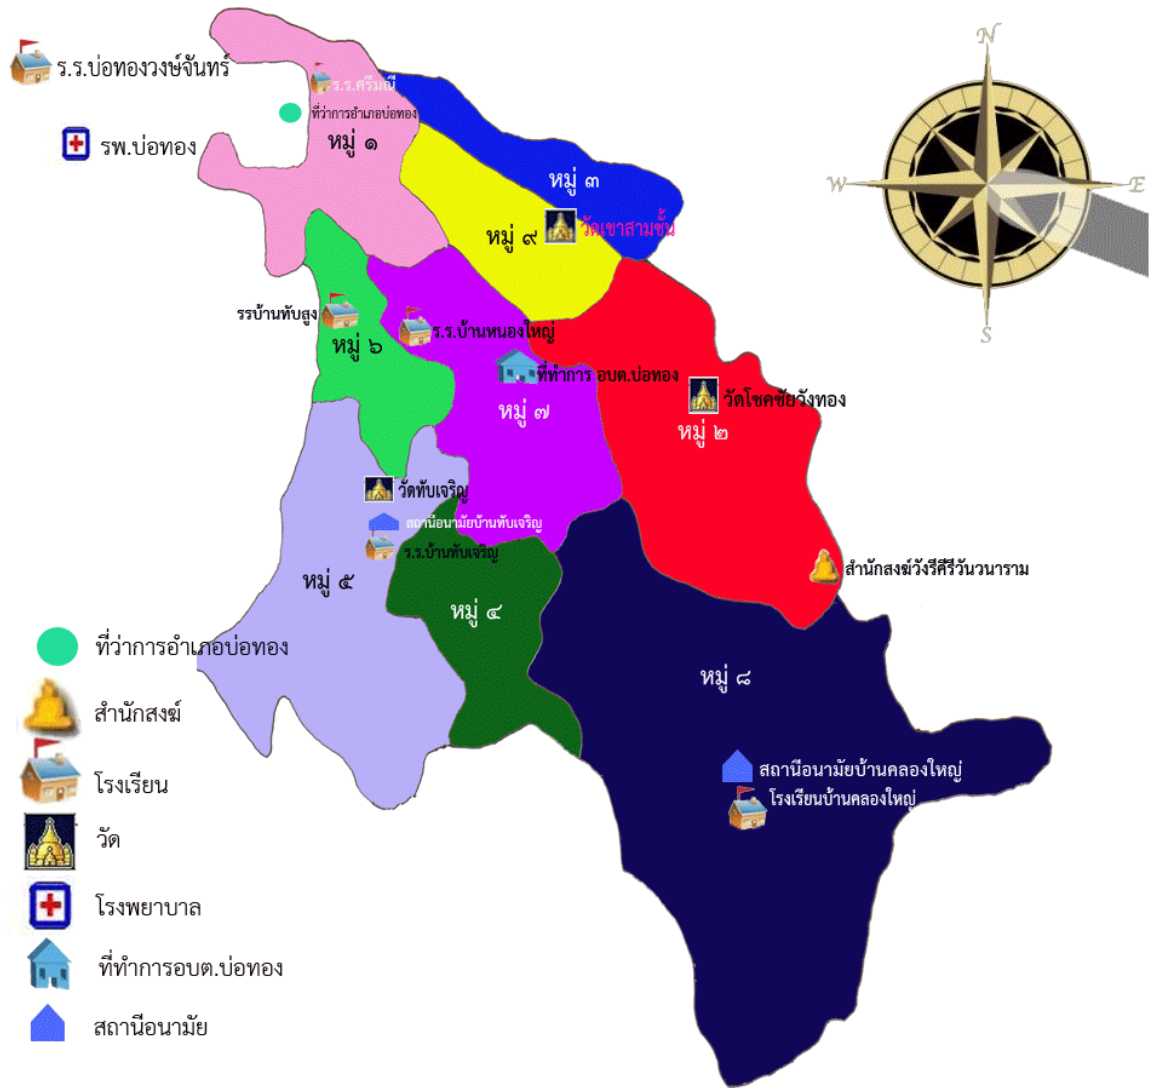 N
ร.ร.บ่อทองวงษ์จันทร์
ร.ร.ศรีมณี
ที่ว่าการอำเภอบ่อทอง
หมู่ ๑
รพ.บ่อทอง
หมู่ ๓
W
E
หมู่ ๙
วัดเขาสามชั้น
รรบ้านทับสูง
ร.ร.บ้านหนองใหญ่
S
หมู่ ๖
ที่ทำการ อบต.บ่อทอง
หมู่ ๗
วัดโชคชัยวังทอง
หมู่ ๒
วัดทับเจริญ
สถานีอนามัยบ้านทับเจริญ
ร.ร.บ้านทับเจริญ
สำนักสงฆ์วังรีคีรีวันวนาราม
หมู่ ๕
หมู่ ๔
หมู่ ๘
ที่ว่าการอำเภอบ่อทอง
สำนักสงฆ์
โรงเรียน
สถานีอนามัยบ้านคลองใหญ่
โรงเรียนบ้านคลองใหญ่
วัด
โรงพยาบาล
ที่ทำการอบต.บ่อทอง
สถานีอนามัย